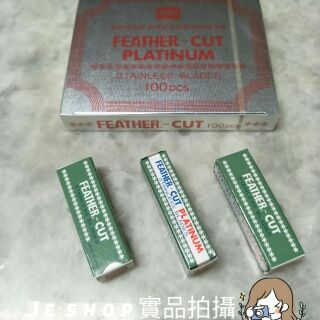 FEATHER-CUT
PLATINUM
STAINLESS BLADES
100pcs
FEATHER-CUT 100pcs
FEATHER-CUT
FEATHER-CUT PLATINUM
FEATHER-CUT
JE SHOP 實品拍攝